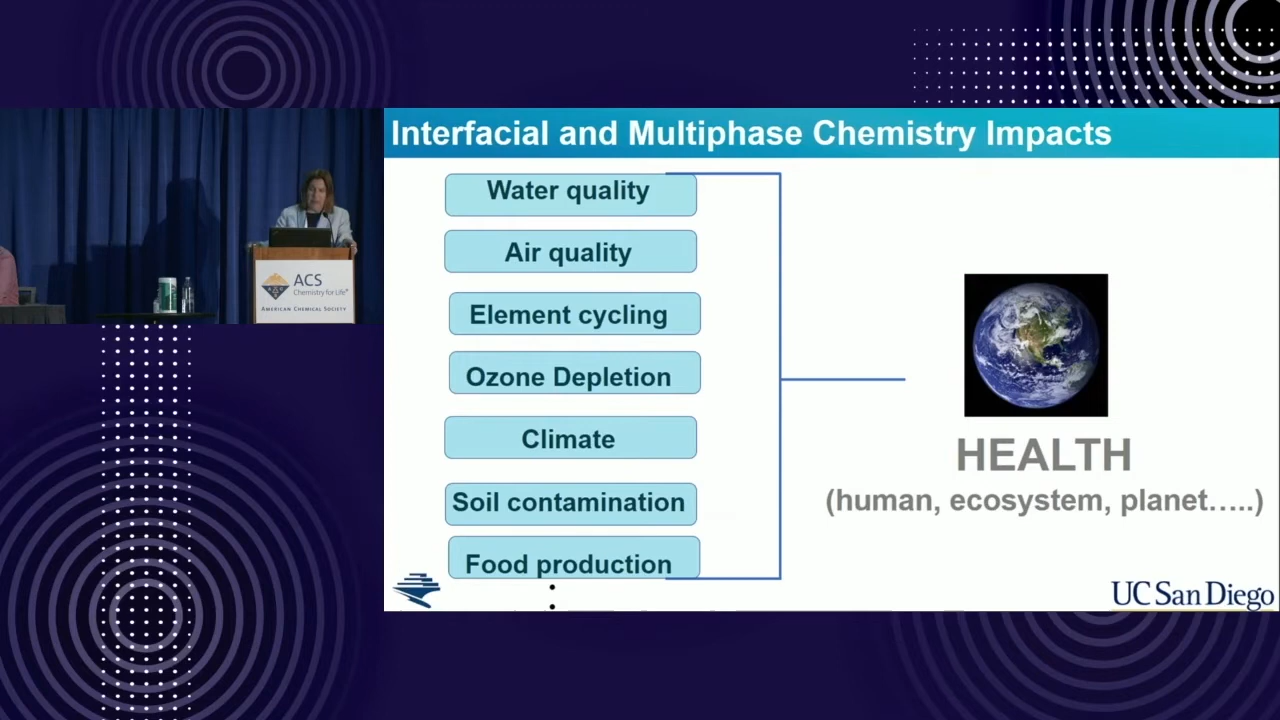 Interfacial and Multiphase Chemistry Impacts
Water quality
Air quality
Element cycling
Ozone Depletion
Climate
Soil contamination
Food production
HEALTH
(human, ecosystem, planet…..)
UC San Diego
ACS
Chemistry for Life®
AMERICAN CHEMICAL SOCIETY